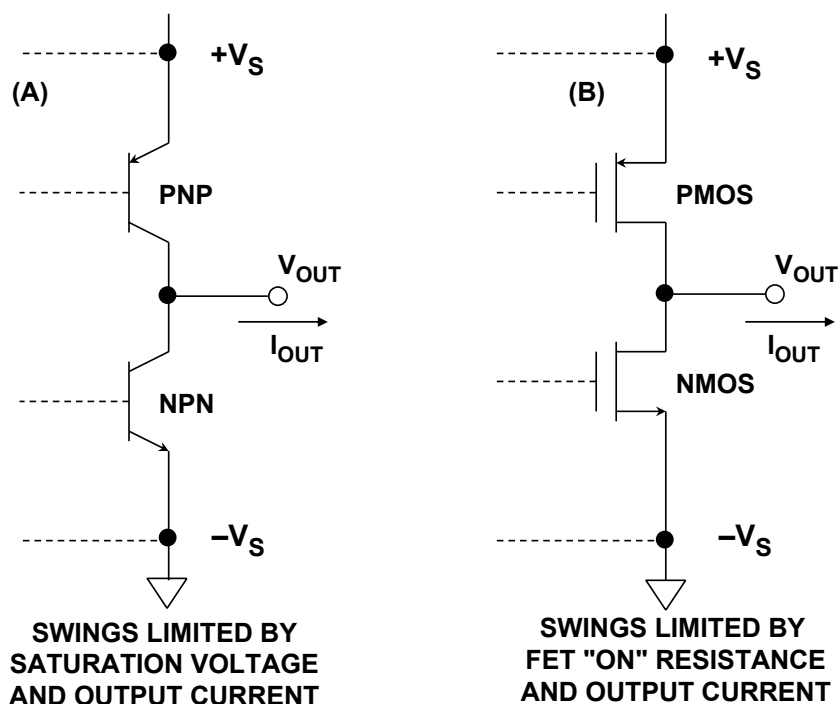 +VS
(A)
PNP
VOUT
IOUT
NPN
–VS
SWINGS LIMITED BY
SATURATION VOLTAGE
AND OUTPUT CURRENT
+VS
(B)
PMOS
VOUT
IOUT
NMOS
–VS
SWINGS LIMITED BY
FET "ON" RESISTANCE
AND OUTPUT CURRENT